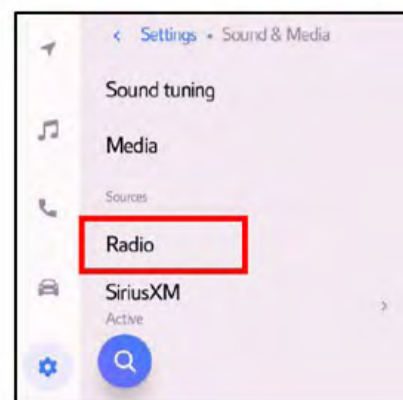 Settings • Sound & Media
Sound tuning
Media
Sources
Radio
SiriusXM
Active